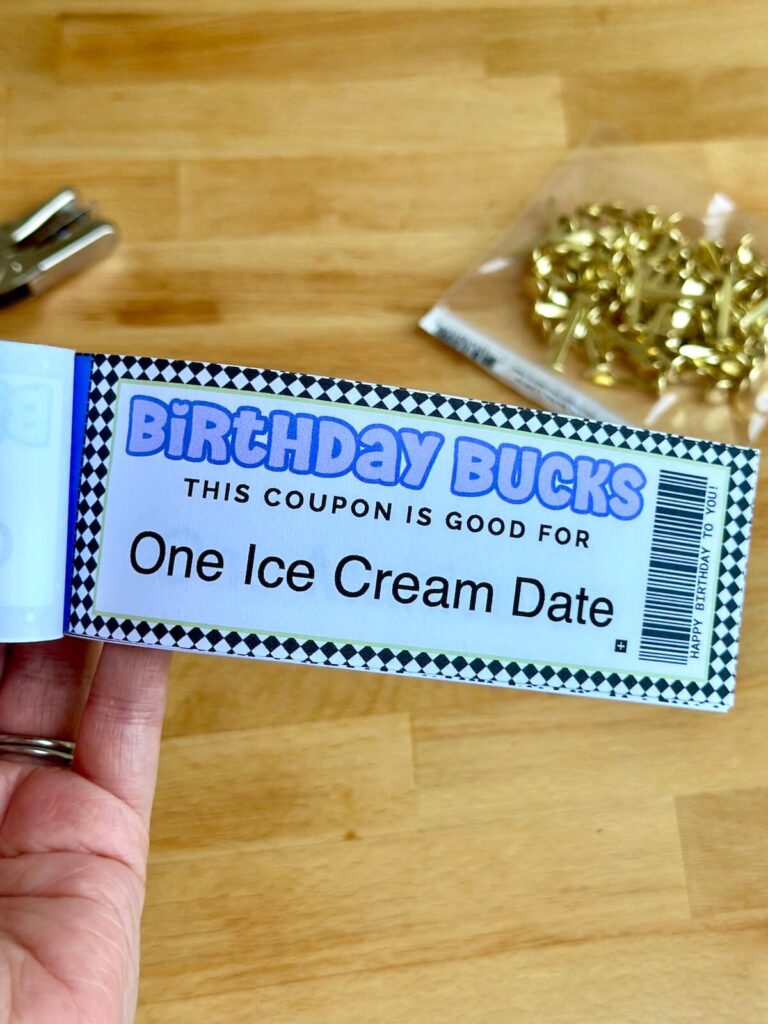 BiRtHDay BUCKS
THIS COUPON IS GOOD FOR
One Ice Cream Date
HAPPY BIRTHDAY TO YOU!